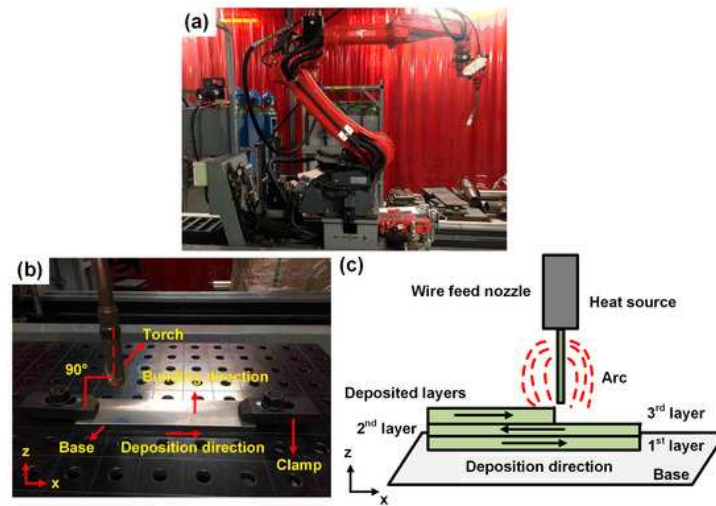 (a)
(b)
Torch
90°
Building direction
Base
Deposition direction
Clamp
z
x
(c)
Wire feed nozzle
Heat source
Arc
Deposited layers
3rd layer
2nd layer
1st layer
Deposition direction
Base
z
x